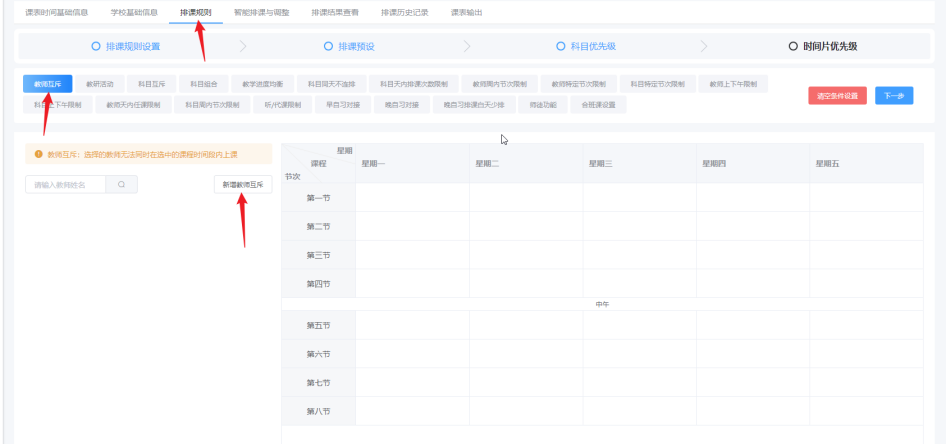 课表时间基础信息 学校基础信息 排课规则 智能排课与调整 排课结果查看 排课历史记录 课表输出
排课规则设置 排课预设 科目优先级 时间片优先级
教师互斥 教研活动 科目互斥 科目组合 教学进度均衡 科目同天不连排 科目天内排课次数限制 教师周内节次限制 教师特定节次限制 科目特定节次限制 教师上下午限制
科目上下午限制 教师天内任课限制 科目周内节次限制 听/代课限制 早自习对接 晚自习对接 晚自习排课白天少排 师徒功能 合班课设置
清空条件设置 下一步
教师互斥:选择的教师无法同时在选中的课程时间段内上课
请输入教师姓名 新增教师互斥
星期
课程 星期一 星期二 星期三 星期四 星期五
节次
第一节
第二节
第三节
第四节
中午
第五节
第六节
第七节
第八节